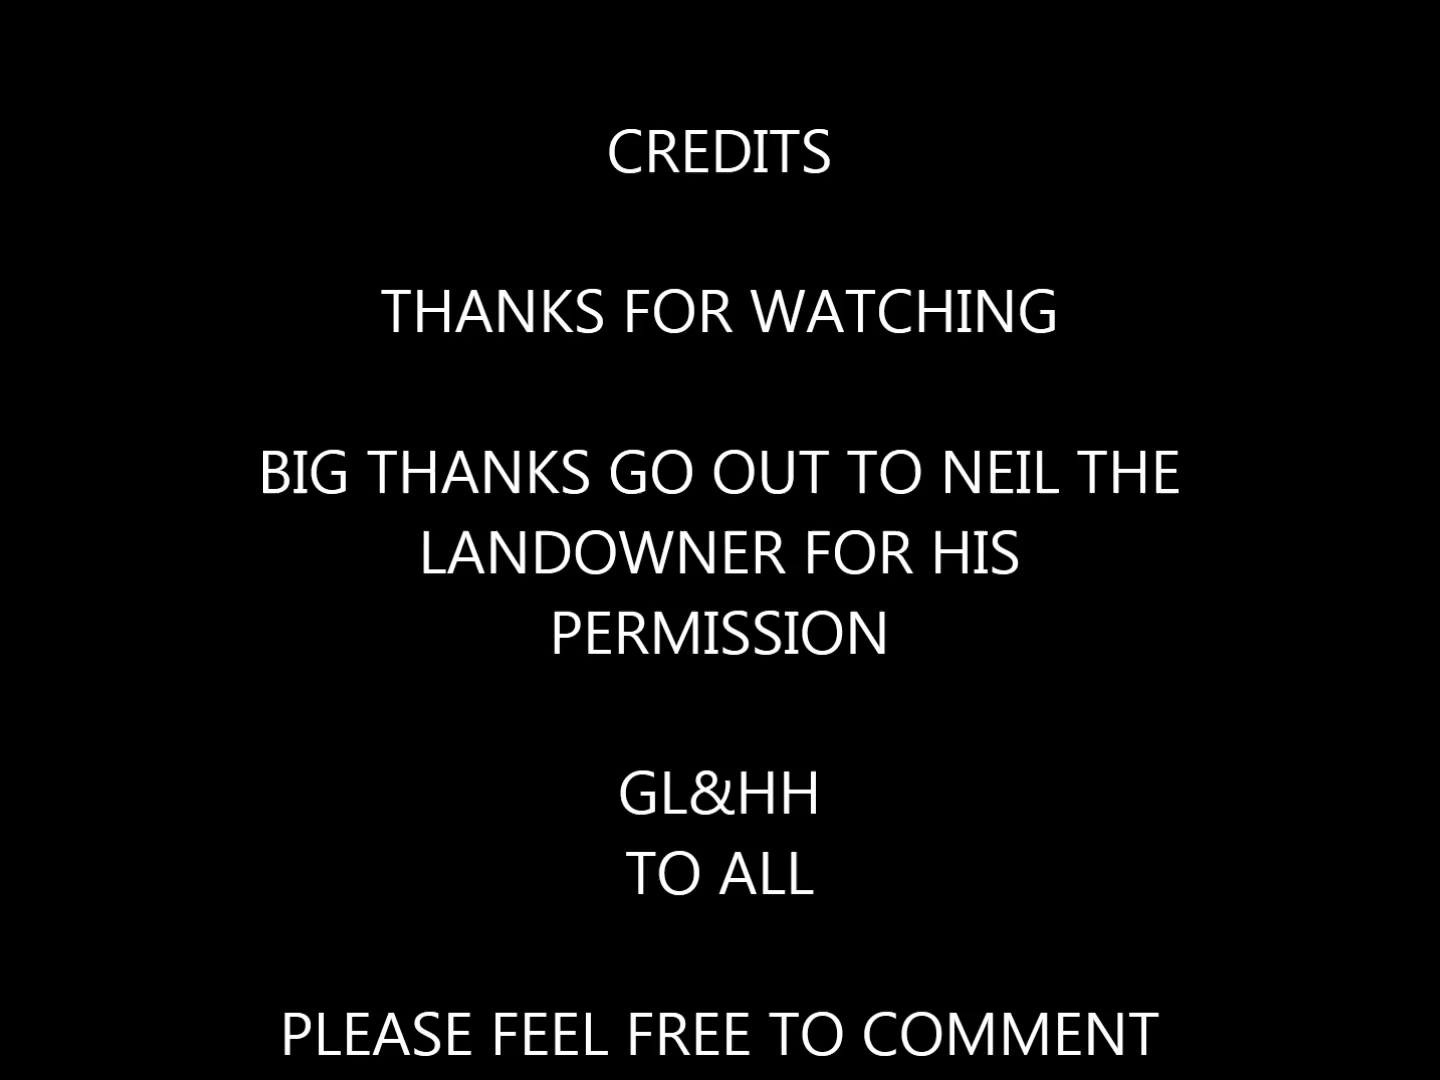 CREDITS
THANKS FOR WATCHING
BIG THANKS GO OUT TO NEIL THE
LANDOWNER FOR HIS
PERMISSION
GL&HH
TO ALL
PLEASE FEEL FREE TO COMMENT